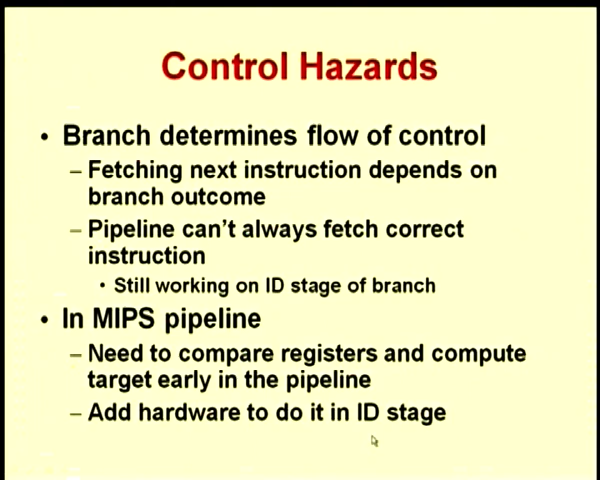 Control Hazards
• Branch determines flow of control
– Fetching next instruction depends on
branch outcome
– Pipeline can't always fetch correct
instruction
• Still working on ID stage of branch
• In MIPS pipeline
– Need to compare registers and compute
target early in the pipeline
– Add hardware to do it in ID stage